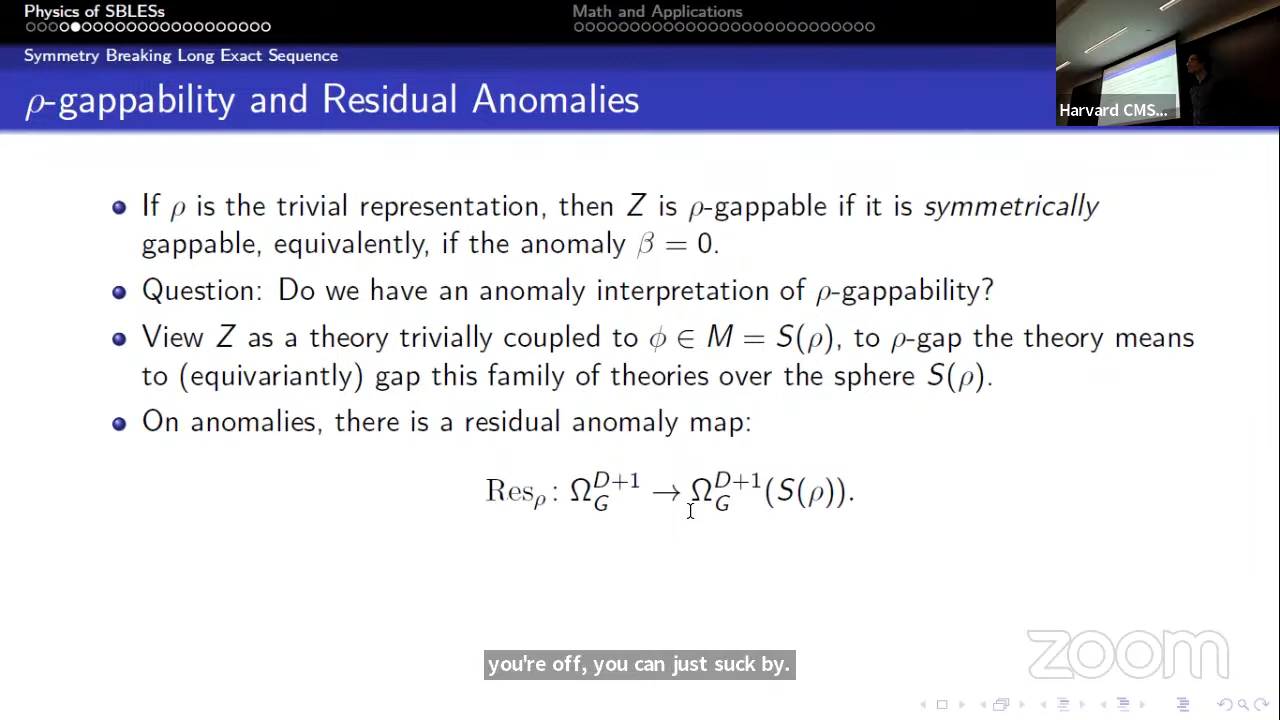 Physics of SBLESs
Math and Applications
Symmetry Breaking Long Exact Sequence
ρ-gappability and Residual Anomalies
Harvard CMS...
If ρ is the trivial representation, then Z is ρ-gappable if it is symmetrically
gappable, equivalently, if the anomaly β = 0.
Question: Do we have an anomaly interpretation of ρ-gappability?
View Z as a theory trivially coupled to ϕ ∈ M = S(ρ), to ρ-gap the theory means
to (equivariantly) gap this family of theories over the sphere S(ρ).
On anomalies, there is a residual anomaly map:
Res_ρ : Ω_G^{D+1} → Ω_G^{D+1}(S(ρ)).
you're off, you can just suck by.
zoom